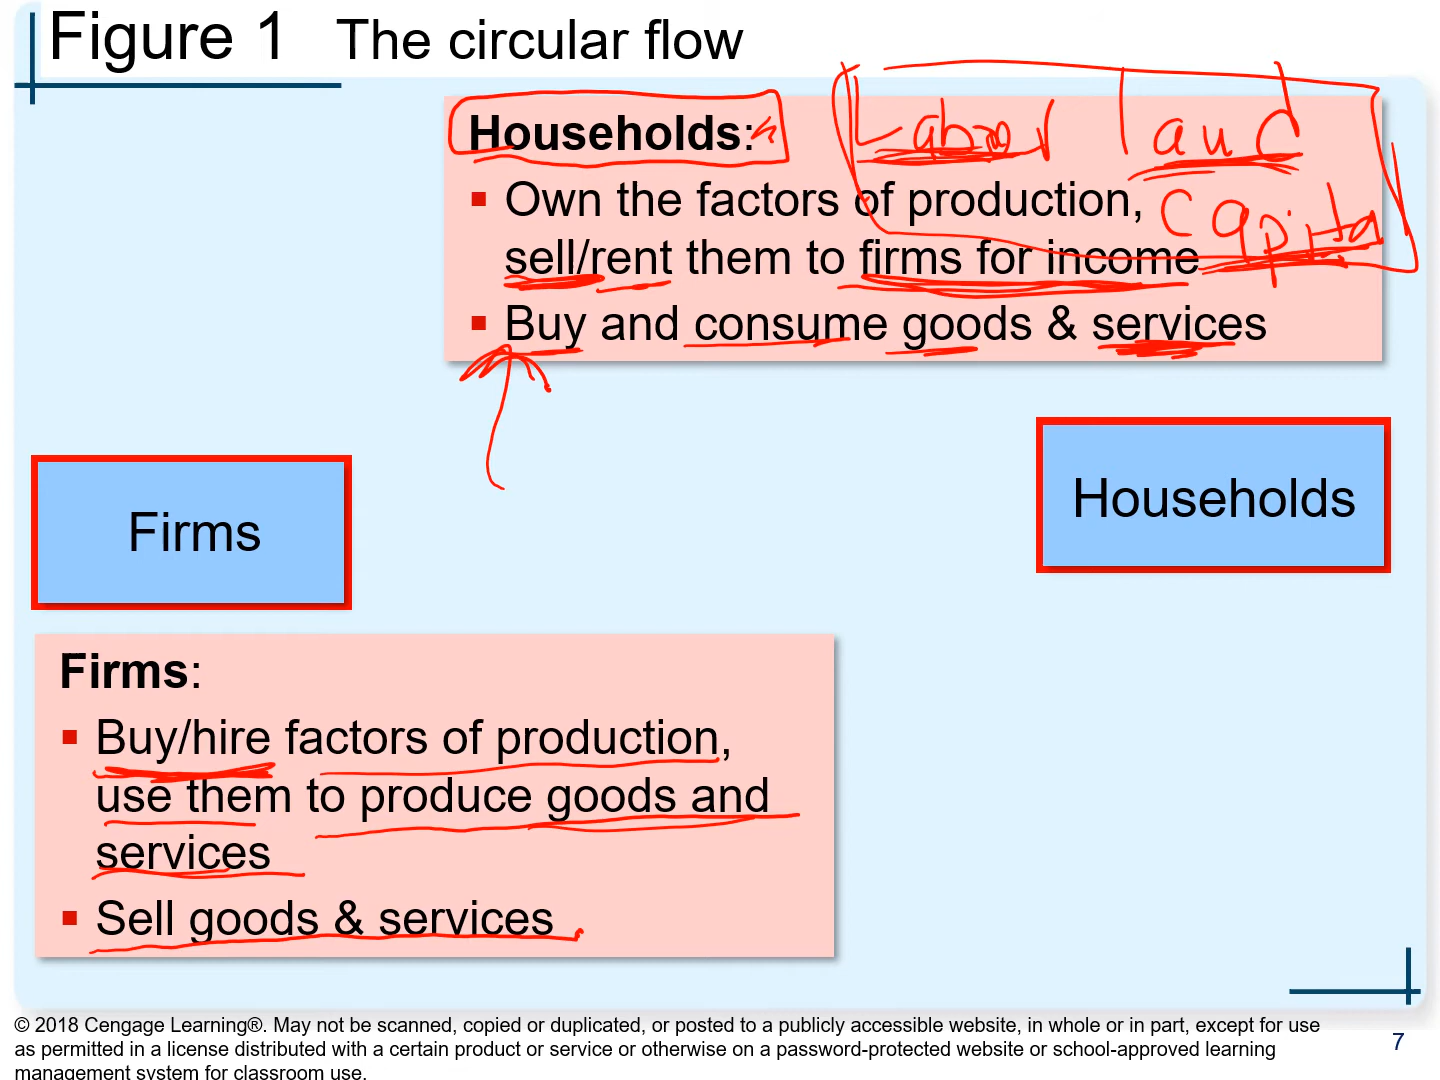 Figure 1 The circular flow
Households:
Labor land
capital
Own the factors of production,
sell/rent them to firms for income
Buy and consume goods & services
Firms
Households
Firms:
Buy/hire factors of production,
use them to produce goods and
services
Sell goods & services
© 2018 Cengage Learning®. May not be scanned, copied or duplicated, or posted to a publicly accessible website, in whole or in part, except for use
as permitted in a license distributed with a certain product or service or otherwise on a password-protected website or school-approved learning
management system for classroom use.
7